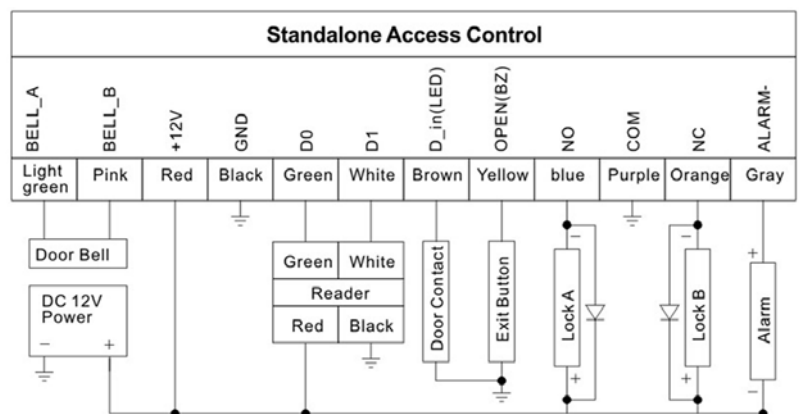 Standalone Access Control
BELL_A
BELL_B
+12V
GND
D0
D1
D_in(LED)
OPEN(BZ)
NO
COM
NC
ALARM-
Light
green
Pink
Red
Black
Green
White
Brown
Yellow
blue
Purple
Orange
Gray
Door Bell
DC 12V
Power
- +
Green
White
Reader
Red
Black
Door Contact
Exit Button
-
Lock A
+
-
Lock B
+
+
Alarm
-